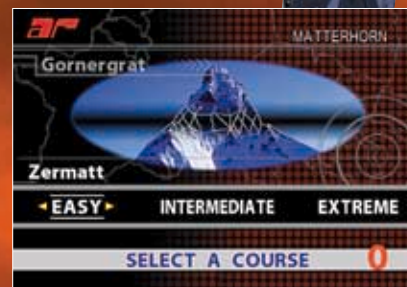 ar
MATTERHORN
Gornergrat
Zermatt
EASY INTERMEDIATE EXTREME
SELECT A COURSE 0